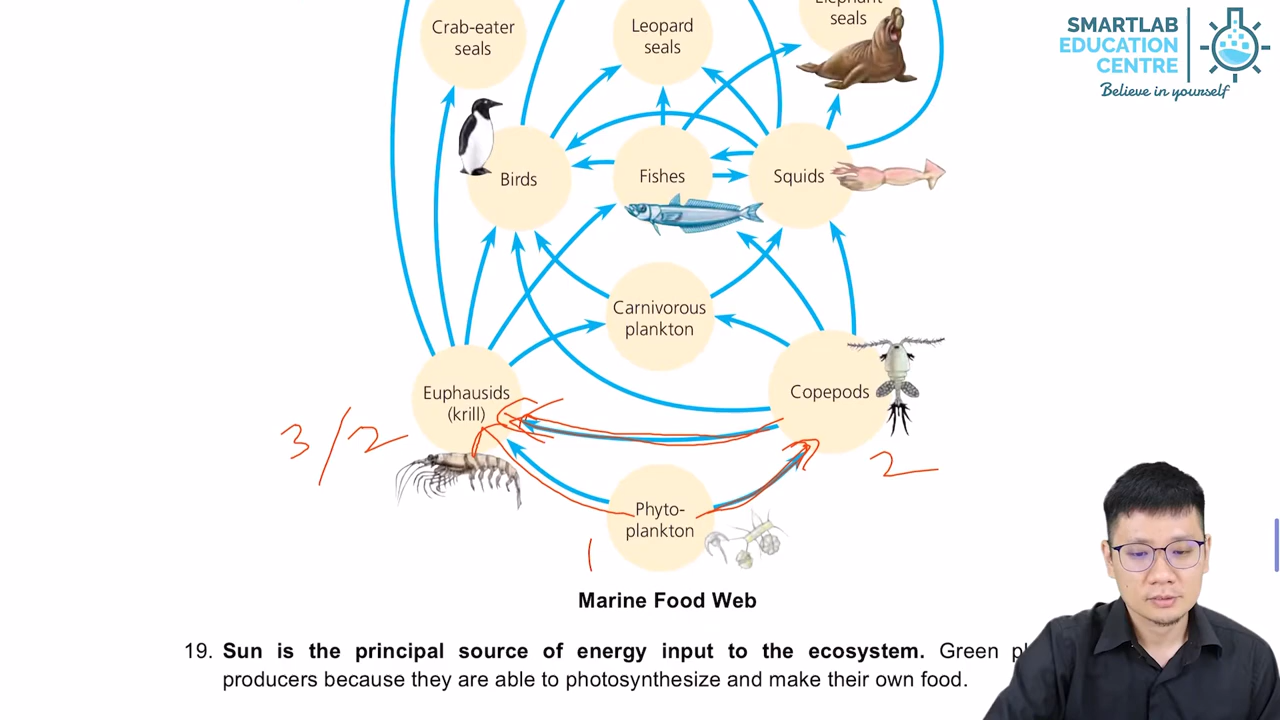 Crab-eater
seals
Leopard
seals
Elephant
seals
SMARTLAB
EDUCATION
CENTRE
Believe in yourself
Birds
Fishes
Squids
Carnivorous
plankton
Euphausids
(krill)
Copepods
3/2
2
Phyto-
plankton
1
Marine Food Web
19. Sun is the principal source of energy input to the ecosystem. Green
producers because they are able to photosynthesize and make their own food.